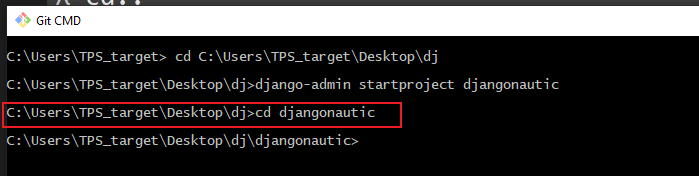 Git CMD
C:\Users\TPS_target> cd C:\Users\TPS_target\Desktop\dj
C:\Users\TPS_target\Desktop\dj>django-admin startproject djangonautic
C:\Users\TPS_target\Desktop\dj>cd djangonautic
C:\Users\TPS_target\Desktop\dj\djangonautic>